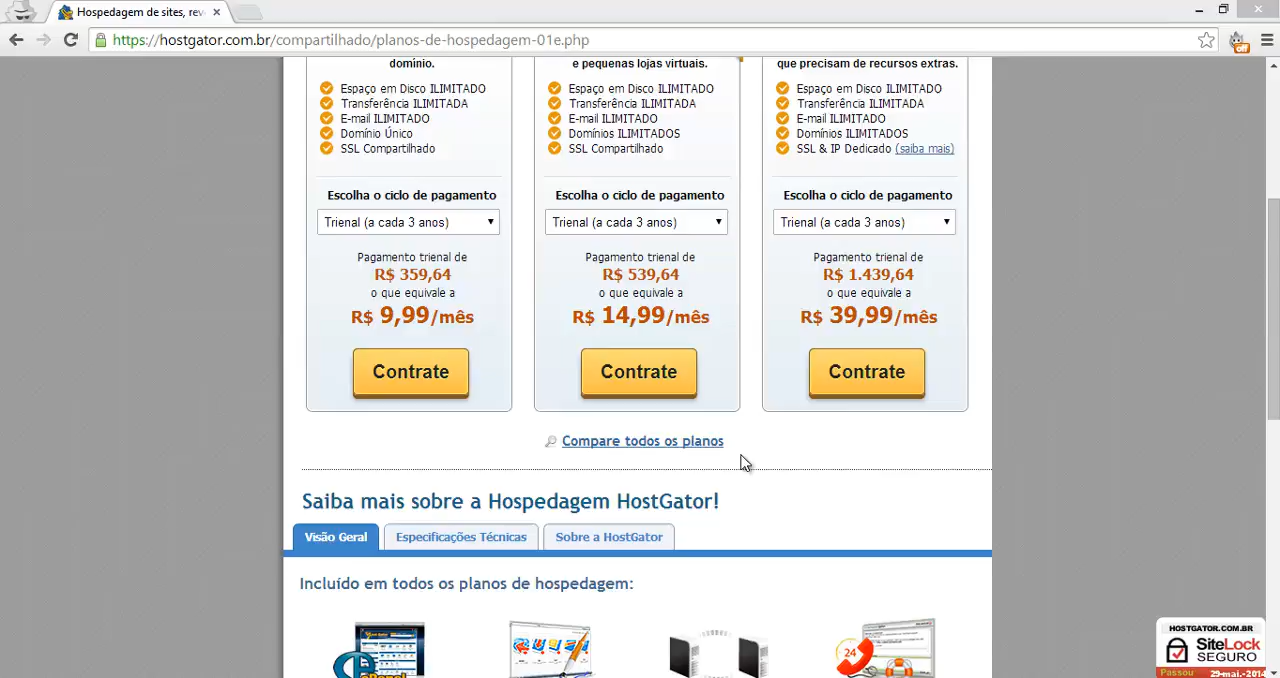 Hospedagem de sites, rev
https://hostgator.com.br/compartilhado/planos-de-hospedagem-01e.php
off
domínio.
Espaço em Disco ILIMITADO
Transferência ILIMITADA
E-mail ILIMITADO
Domínio Único
SSL Compartilhado
Escolha o ciclo de pagamento
Trienal (a cada 3 anos)
Pagamento trienal de
R$ 359,64
o que equivale a
R$ 9,99/mês
Contrate
e pequenas lojas virtuais.
Espaço em Disco ILIMITADO
Transferência ILIMITADA
E-mail ILIMITADO
Domínios ILIMITADOS
SSL Compartilhado
Escolha o ciclo de pagamento
Trienal (a cada 3 anos)
Pagamento trienal de
R$ 539,64
o que equivale a
R$ 14,99/mês
Contrate
que precisam de recursos extras.
Espaço em Disco ILIMITADO
Transferência ILIMITADA
E-mail ILIMITADO
Domínios ILIMITADOS
SSL & IP Dedicado (saiba mais)
Escolha o ciclo de pagamento
Trienal (a cada 3 anos)
Pagamento trienal de
R$ 1.439,64
o que equivale a
R$ 39,99/mês
Contrate
Compare todos os planos
Saiba mais sobre a Hospedagem HostGator!
Visão Geral
Especificações Técnicas
Sobre a HostGator
Incluído em todos os planos de hospedagem:
24
HOSTGATOR.COM.BR
SiteLock
SEGURO
Passou 29-mai.-2014